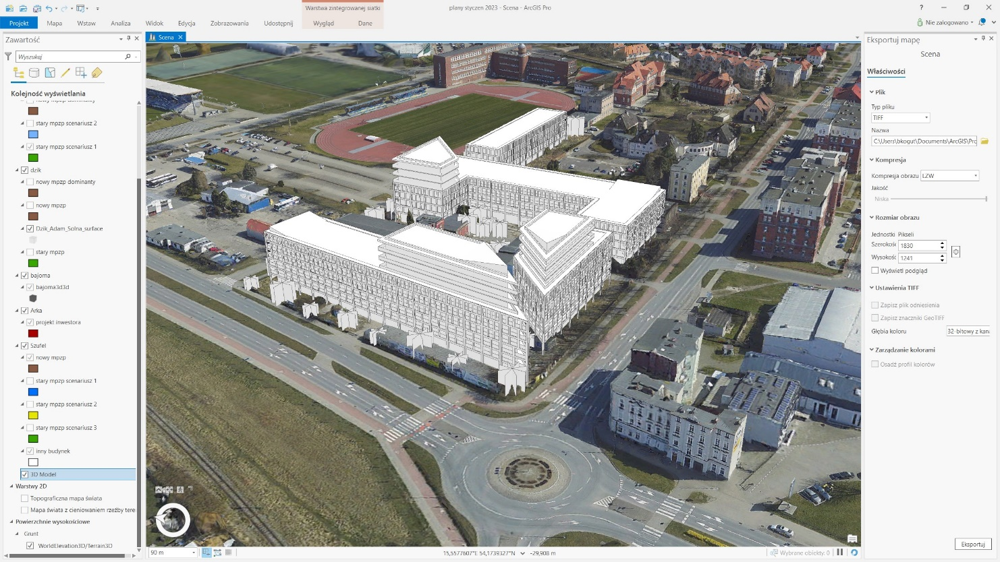 Warstwa zintegrowanej siatki
plany styczeń 2023 - Scena - ArcGIS Pro
Projekt
Mapa
Wstaw
Analiza
Widok
Edycja
Zobrazowania
Udostępnij
Wygląd
Dane
Nie zalogowano
Zawartość
Wyszukaj
Kolejność wyświetlania
nowy mpzp dominanty
stary mpzp scenariusz 2
stary mpzp scenariusz 1
dzik
nowy mpzp dominanty
nowy mpzp
Dzik_Adam_Solna_surface
stary mpzp
bajoma
bajoma3d3d
Arka
projekt inwestora
Szufel
nowy mpzp
stary mpzp scenariusz 1
stary mpzp scenariusz 2
stary mpzp scenariusz 3
inny budynek
3D Model
Warstwy 2D
Topograficzna mapa świata
Mapa świata z cieniowaniem rzeźby tere
Powierzchnie wysokościowe
Grunt
WorldElevation3D/Terrain3D
Scena
90 m
15,5577607°E 54,1739327°N
-29,908 m
Wybrane obiekty: 0
Eksportuj mapę
Scena
Właściwości
Plik
Typ pliku
TIFF
Nazwa
C:\Users\bkogut\Documents\ArcGIS\Prc
Kompresja
Kompresja obrazu LZW
Jakość
Niska
Rozmiar obrazu
Jednostki Pikseli
Szerokość 1830
Wysokość 1241
Wyświetl podgląd
Ustawienia TIFF
Zapisz plik odniesienia
Zapisz znaczniki GeoTIFF
Głębia koloru 32-bitowy z kana
Zarządzanie kolorami
Osadź profil kolorów
Eksportuj